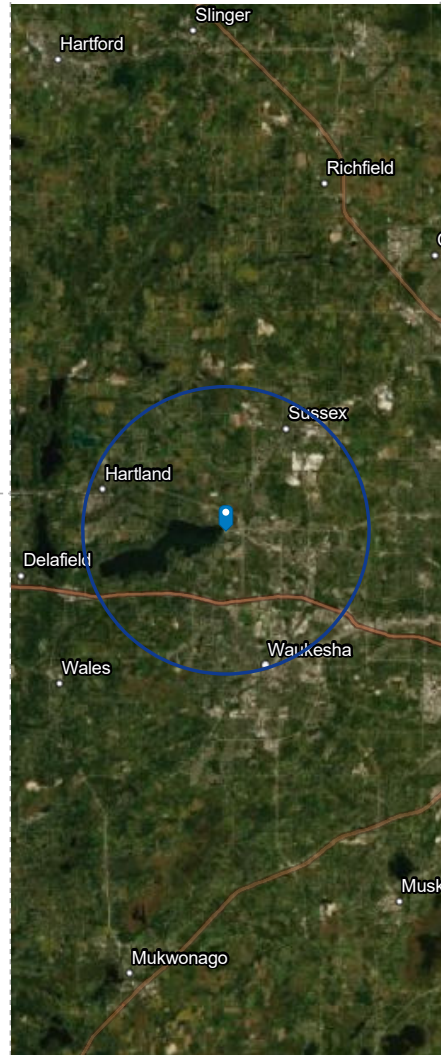 Slinger
Hartford
Richfield
Sussex
Hartland
Delafield
Waukesha
Wales
Musk
Mukwonago